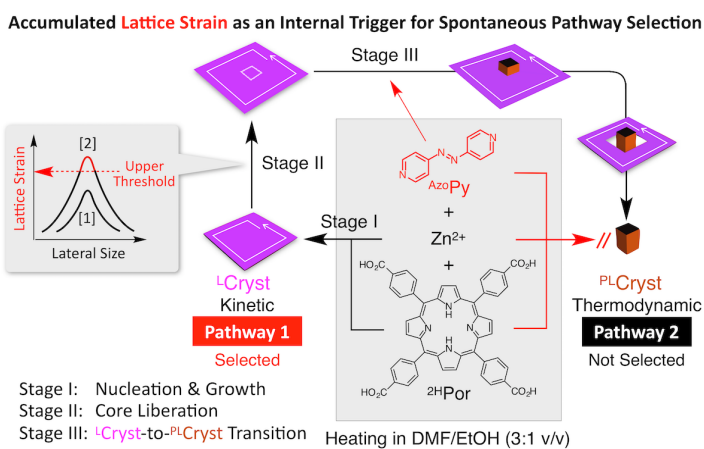 Accumulated Lattice Strain as an Internal Trigger for Spontaneous Pathway Selection
Stage III
[2]
Upper
Threshold
[1]
Lattice Strain
Lateral Size
Stage II
Stage I
N
N
N
N
AzoPy
+
Zn2+
+
HO2C
CO2H
N
H
N
N
H
N
HO2C
CO2H
2HPor
Heating in DMF/EtOH (3:1 v/v)
LCryst
Kinetic
Pathway 1
Selected
//
PLCryst
Thermodynamic
Pathway 2
Not Selected
Stage I: Nucleation & Growth
Stage II: Core Liberation
Stage III: LCryst-to-PLCryst Transition